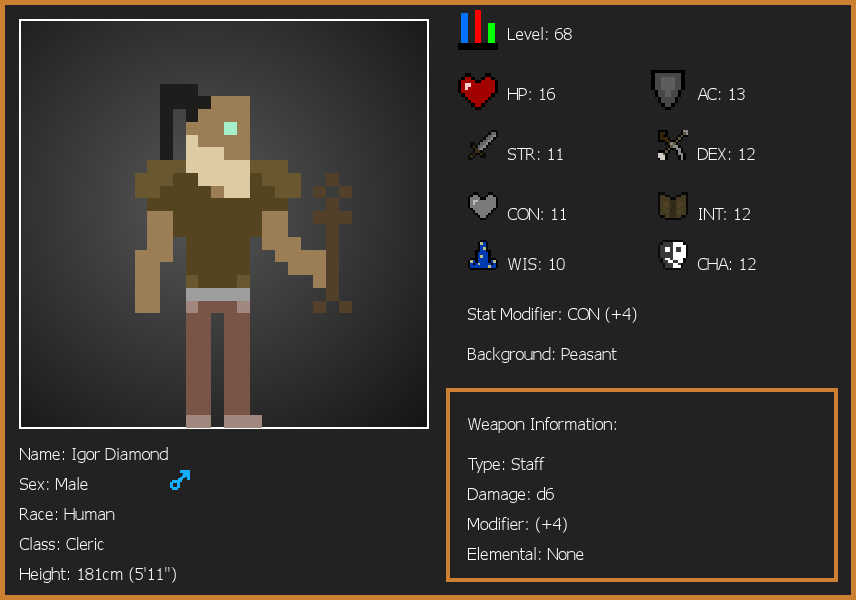 Level: 68
HP: 16
AC: 13
STR: 11
DEX: 12
CON: 11
INT: 12
WIS: 10
CHA: 12
Stat Modifier: CON (+4)
Background: Peasant
Weapon Information:
Type: Staff
Damage: d6
Modifier: (+4)
Elemental: None
Name: Igor Diamond
Sex: Male
Race: Human
Class: Cleric
Height: 181cm (5'11")